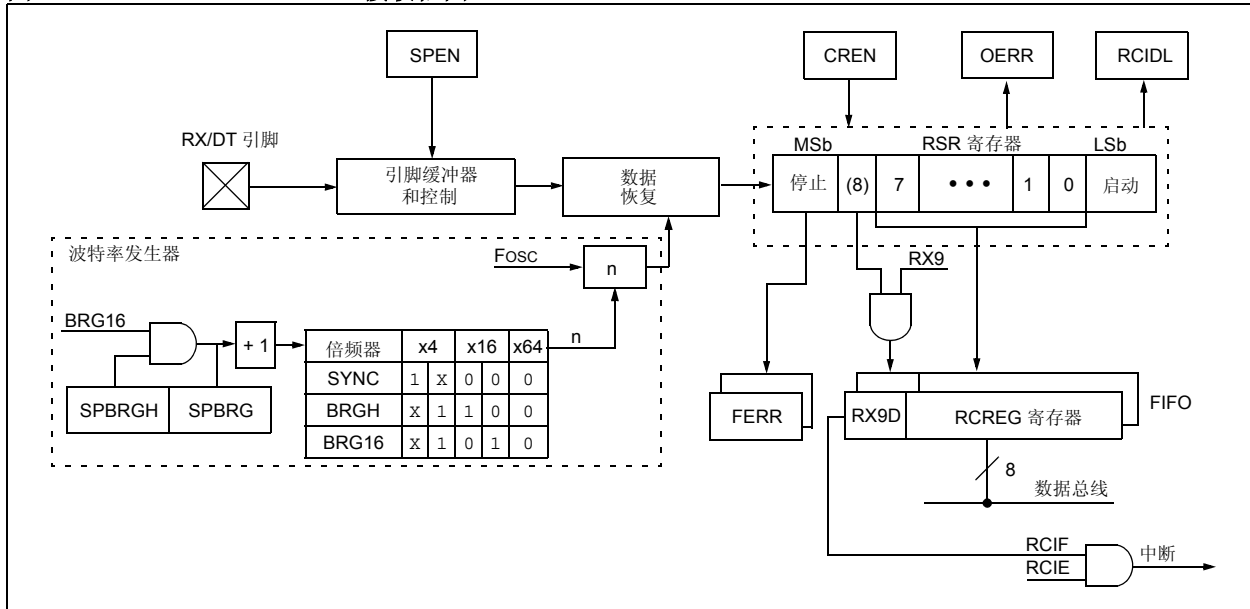 SPEN
CREN
OERR
RCIDL
RX/DT 引脚
引脚缓冲器
和控制
数据
恢复
MSb
RSR 寄存器
LSb
停止 (8) 7 • • • 1 0 启动
波特率发生器
FOSC
n
RX9
BRG16
+ 1
n
倍频器 x4 x16 x64
SYNC 1 X 0 0 0
BRGH X 1 1 0 0
BRG16 X 1 0 1 0
SPBRGH SPBRG
FERR
RX9D RCREG 寄存器
FIFO
8
数据总线
RCIF
RCIE
中断